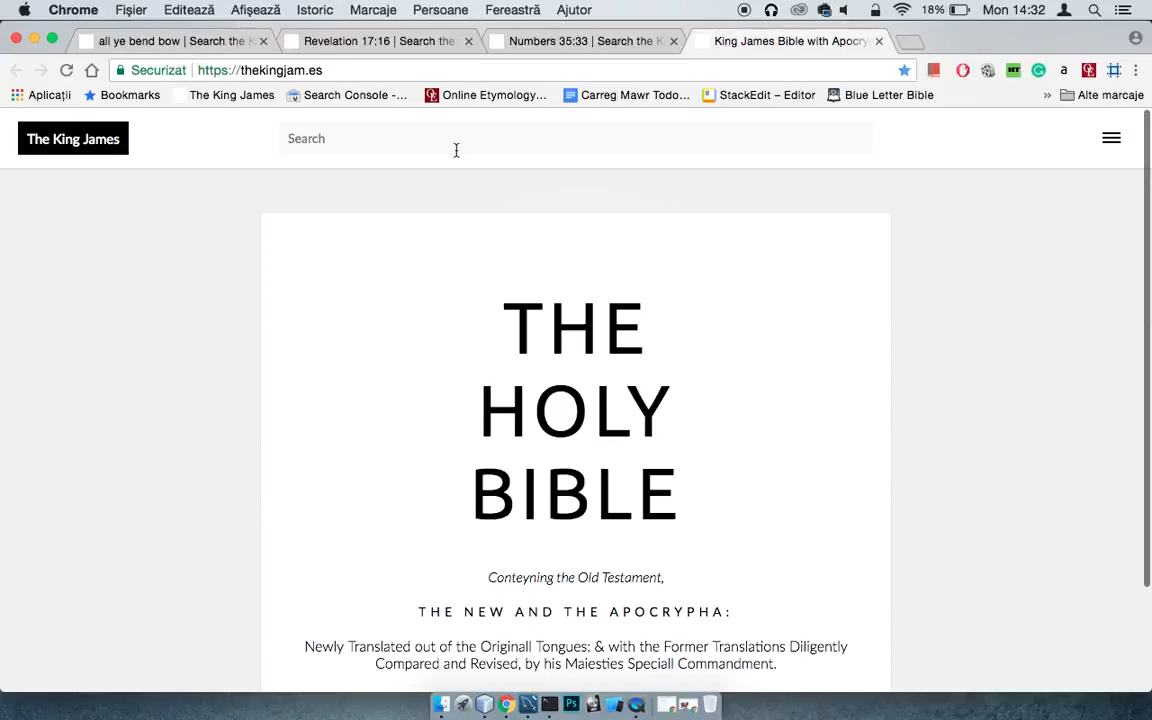 Chrome Fișier Editează Afișează Istoric Marcaje Persoane Fereastră Ajutor 18% Mon 14:32
all ye bend bow | Search the K
Revelation 17;16 | Search the
Numbers 35:33 | Search the K
King James Bible with Apocry
Securizat https://thekingjam.es
Aplicații Bookmarks The King James Search Console -... Online Etymology... Carreg Mawr Todo... StackEdit – Editor Blue Letter Bible » Alte marcaje
The King James
Search
THE
HOLY
BIBLE
Conteyning the Old Testament,
THE NEW AND THE APOCRYPHA:
Newly Translated out of the Originall Tongues: & with the Former Translations Diligently
Compared and Revised, by his Maiesties Speciall Commandment.